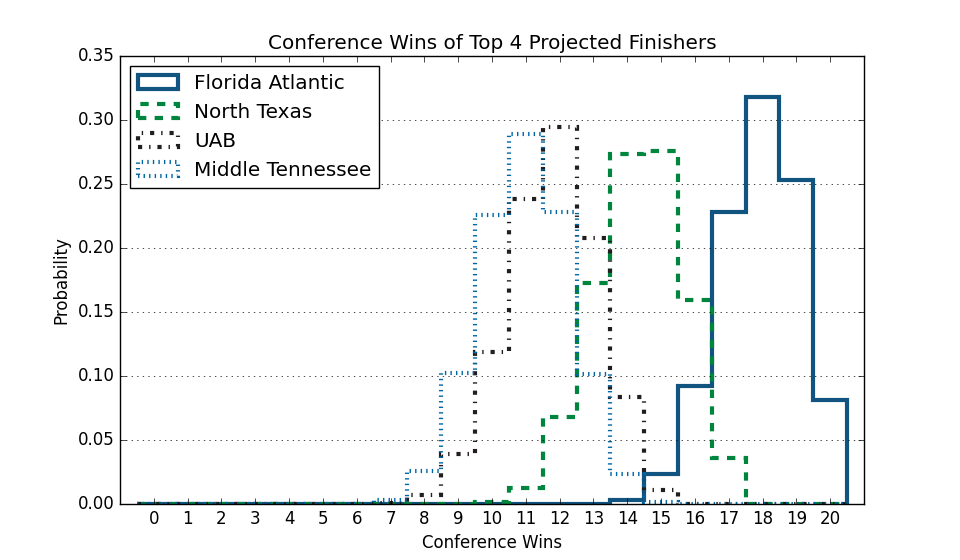 Conference Wins of Top 4 Projected Finishers
0.35
0.30
0.25
0.20
0.15
0.10
0.05
0.00
Probability
Florida Atlantic
North Texas
UAB
Middle Tennessee
0 1 2 3 4 5 6 7 8 9 10 11 12 13 14 15 16 17 18 19 20
Conference Wins